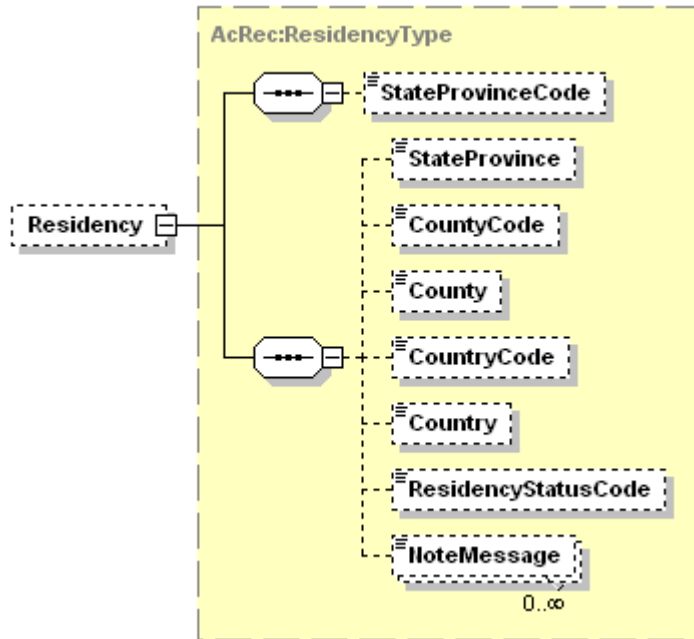 AcRec:ResidencyType
StateProvinceCode
StateProvince
Residency
CountyCode
County
CountryCode
Country
ResidencyStatusCode
NoteMessage
0..∞